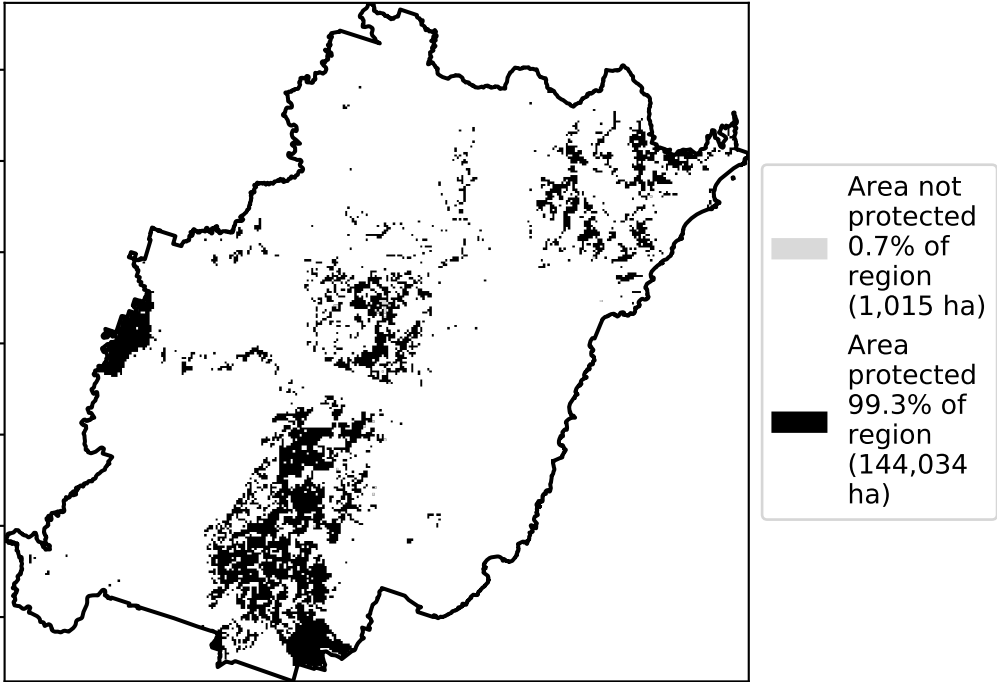 Area not
protected
0.7% of
region
(1,015 ha)
Area
protected
99.3% of
region
(144,034
ha)